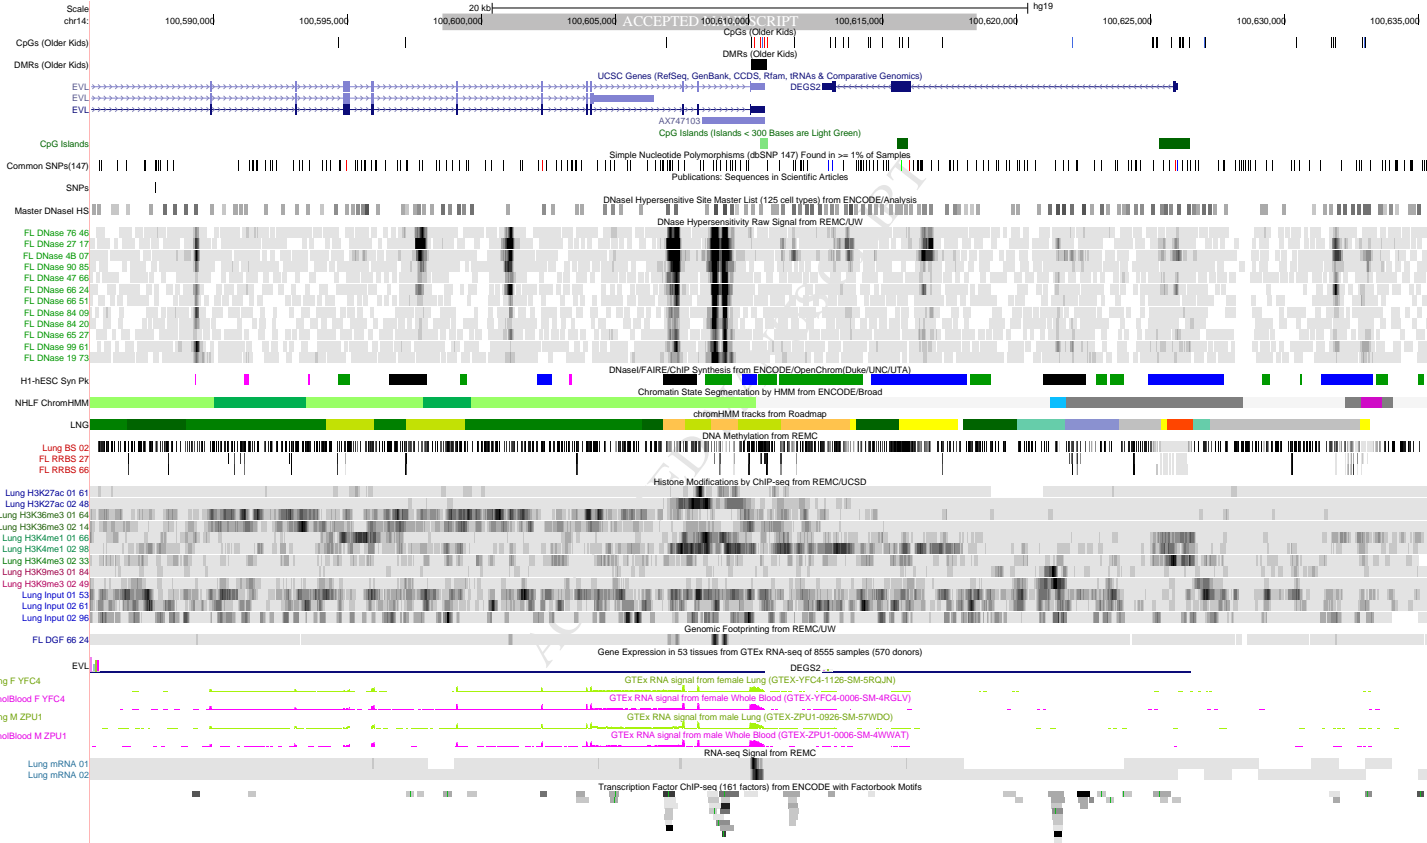 Scale 20 kb hg19
chr14: 100,590,000 100,595,000 100,600,000 100,605,000 100,610,000 100,615,000 100,620,000 100,625,000 100,630,000 100,635,000
ACCEPTED MANUSCRIPT
CpGs (Older Kids)
CpGs (Older Kids)
DMRs (Older Kids)
DMRs (Older Kids)
UCSC Genes (RefSeq, GenBank, CCDS, Rfam, tRNAs & Comparative Genomics)
EVL DEGS2
EVL
EVL
AX747103
CpG Islands (Islands < 300 Bases are Light Green)
CpG Islands
Simple Nucleotide Polymorphisms (dbSNP 147) Found in >= 1% of Samples
Common SNPs(147)
Publications: Sequences in Scientific Articles
SNPs
DNaseI Hypersensitive Site Master List (125 cell types) from ENCODE/Analysis
Master DNaseI HS
DNase Hypersensitivity Raw Signal from REMC/UW
FL DNase 76 46
FL DNase 27 17
FL DNase 4B 07
FL DNase 90 85
FL DNase 47 66
FL DNase 66 24
FL DNase 66 51
FL DNase 84 09
FL DNase 84 20
FL DNase 65 27
FL DNase 99 61
FL DNase 19 73
DNaseI/FAIRE/ChIP Synthesis from ENCODE/OpenChrom(Duke/UNC/UTA)
H1-hESC Syn Pk
Chromatin State Segmentation by HMM from ENCODE/Broad
NHLF ChromHMM
chromHMM tracks from Roadmap
LNG
DNA Methylation from REMC
Lung BS 02
FL RRBS 27
FL RRBS 66
Histone Modifications by ChIP-seq from REMC/UCSD
Lung H3K27ac 01 61
Lung H3K27ac 02 48
Lung H3K36me3 01 64
Lung H3K36me3 02 14
Lung H3K4me1 01 66
Lung H3K4me1 02 98
Lung H3K4me3 02 33
Lung H3K9me3 01 84
Lung H3K9me3 02 49
Lung Input 01 53
Lung Input 02 61
Lung Input 02 96
Genomic Footprinting from REMC/UW
FL DGF 66 24
Gene Expression in 53 tissues from GTEx RNA-seq of 8555 samples (570 donors)
EVL DEGS2
ng F YFC4
GTEx RNA signal from female Lung (GTEX-YFC4-1126-SM-5RQJN)
holBlood F YFC4
GTEx RNA signal from female Whole Blood (GTEX-YFC4-0006-SM-4RGLV)
ng M ZPU1
GTEx RNA signal from male Lung (GTEX-ZPU1-0926-SM-57WDO)
holBlood M ZPU1
GTEx RNA signal from male Whole Blood (GTEX-ZPU1-0006-SM-4WWAT)
RNA-seq Signal from REMC
Lung mRNA 01
Lung mRNA 02
Transcription Factor ChIP-seq (161 factors) from ENCODE with Factorbook Motifs